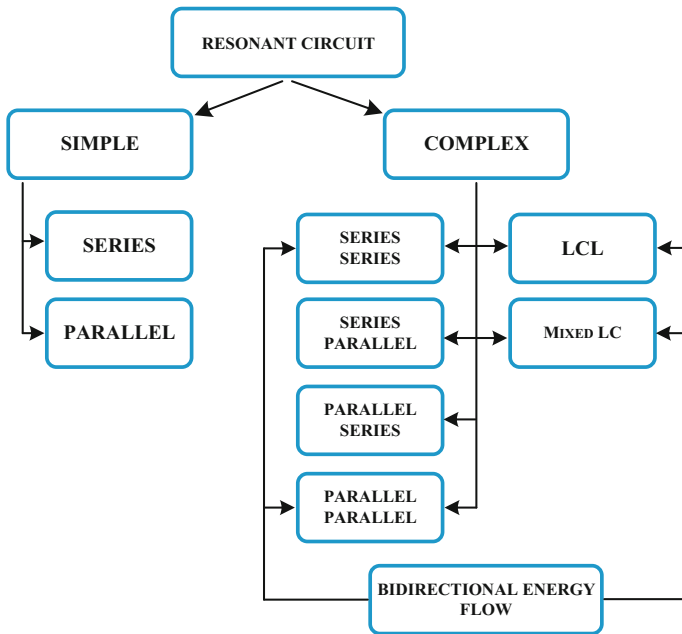 RESONANT CIRCUIT
SIMPLE
COMPLEX
SERIES
PARALLEL
SERIES
SERIES
SERIES
PARALLEL
PARALLEL
SERIES
PARALLEL
PARALLEL
LCL
MIXED LC
BIDIRECTIONAL ENERGY
FLOW